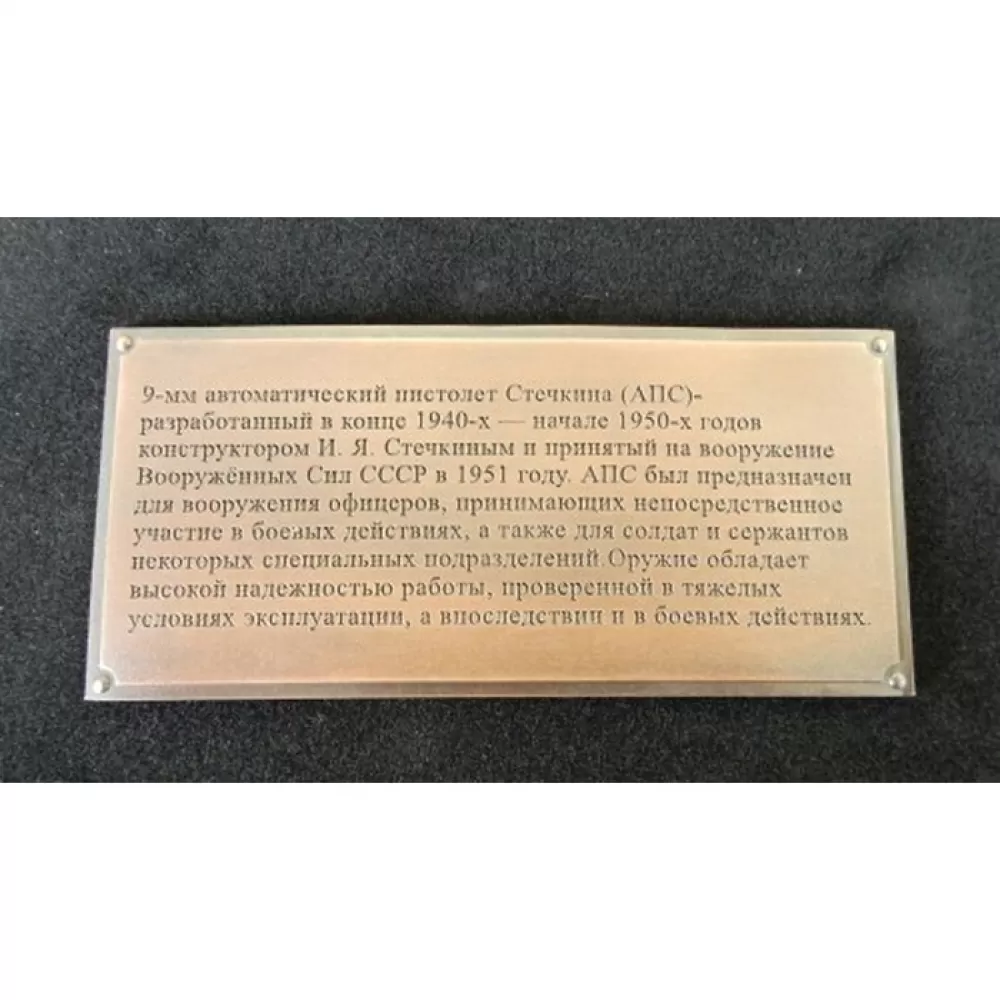 9-мм автоматический пистолет Стечкина (АПС)-
разработанный в конце 1940-х — начале 1950-х годов
конструктором И. Я. Стечкиным и принятый на вооружение
Вооружённых Сил СССР в 1951 году. АПС был предназначен
для вооружения офицеров, принимающих непосредственное
участие в боевых действиях, а также для солдат и сержантов
некоторых специальных подразделений.Оружие обладает
высокой надежностью работы, проверенной в тяжелых
условиях эксплуатации, а впоследствии и в боевых действиях.